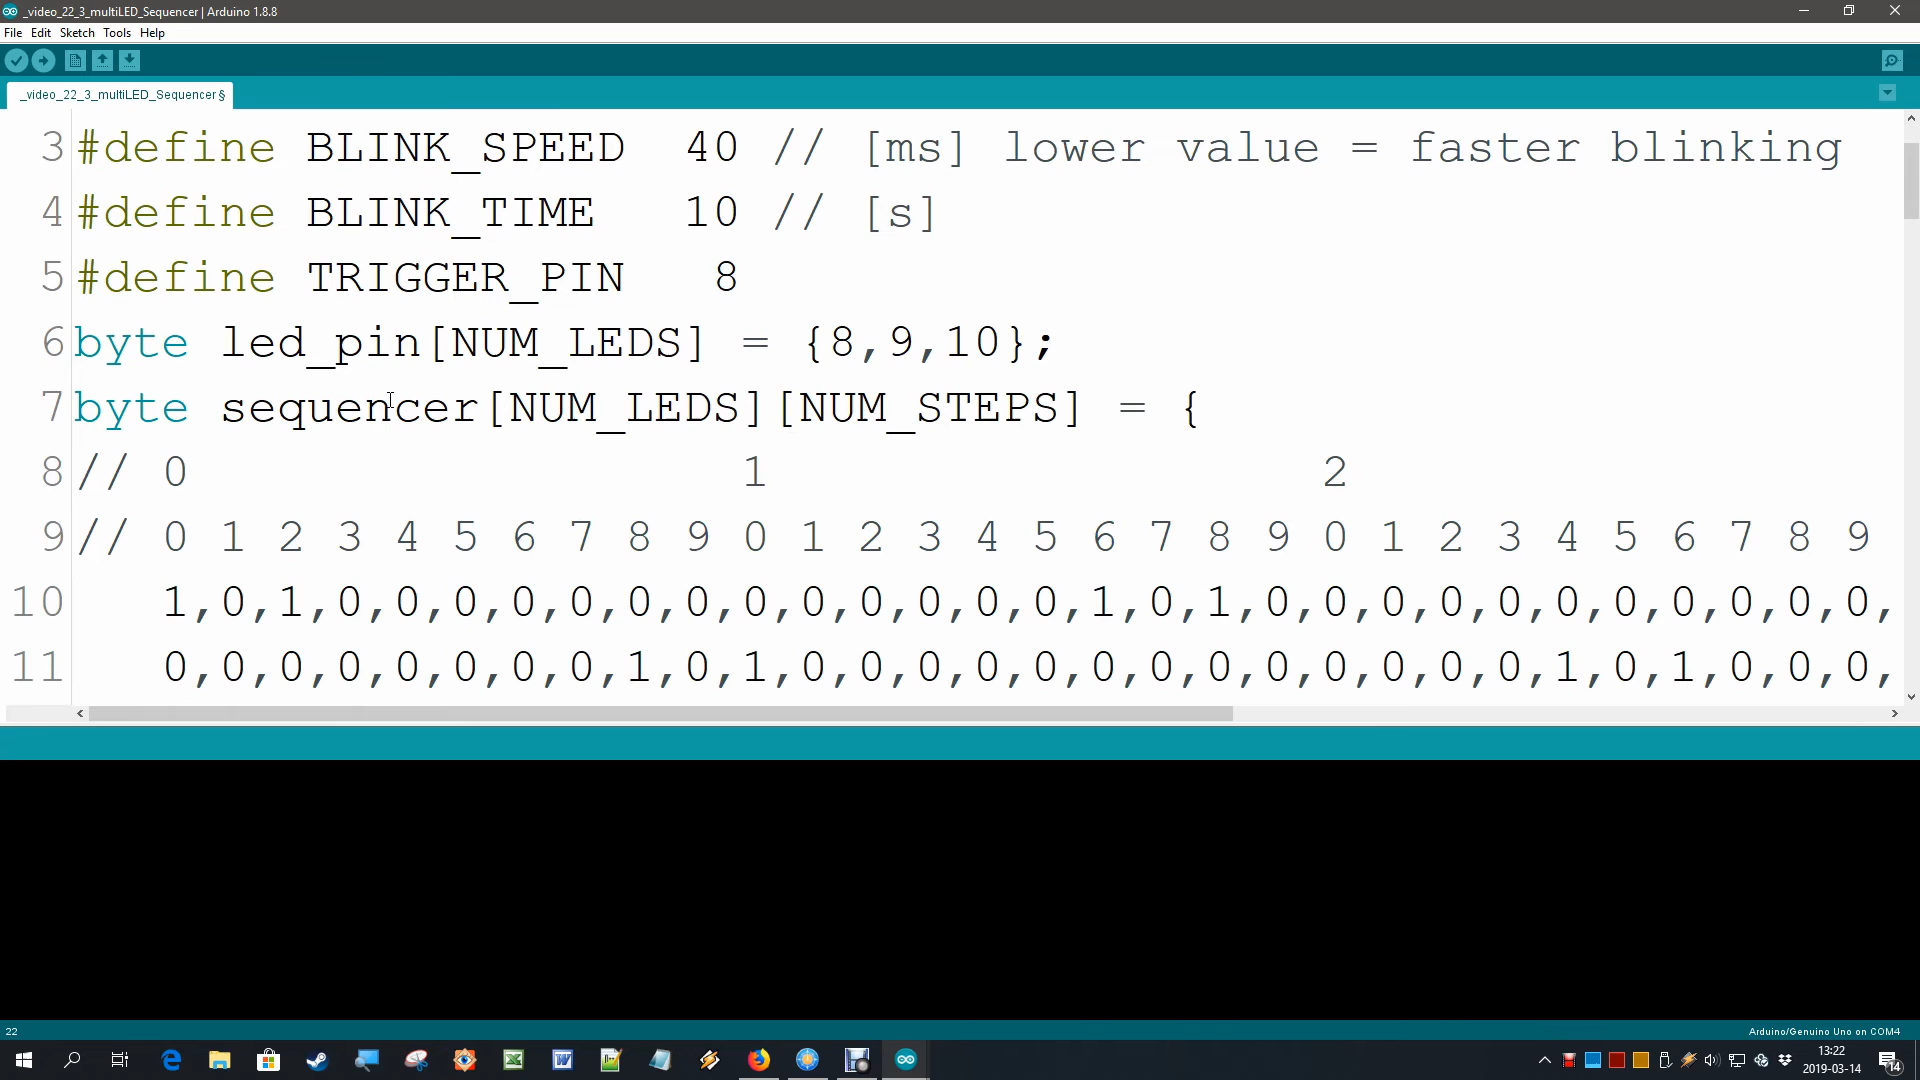 _video_22_3_multiLED_Sequencer | Arduino 1.8.8
File Edit Sketch Tools Help
_video_22_3_multiLED_Sequencer §
3 #define BLINK_SPEED 40 // [ms] lower value = faster blinking
4 #define BLINK_TIME 10 // [s]
5 #define TRIGGER_PIN 8
6 byte led_pin[NUM_LEDS] = {8,9,10};
7 byte sequencer[NUM_LEDS][NUM_STEPS] = {
8 // 0 1 2
9 // 0 1 2 3 4 5 6 7 8 9 0 1 2 3 4 5 6 7 8 9 0 1 2 3 4 5 6 7 8 9
10 1,0,1,0,0,0,0,0,0,0,0,0,0,0,0,0,1,0,1,0,0,0,0,0,0,0,0,0,0,0,
11 0,0,0,0,0,0,0,0,1,0,1,0,0,0,0,0,0,0,0,0,0,0,0,0,1,0,1,0,0,0,
22 Arduino/Genuino Uno on COM4
13:22
2019-03-14
14